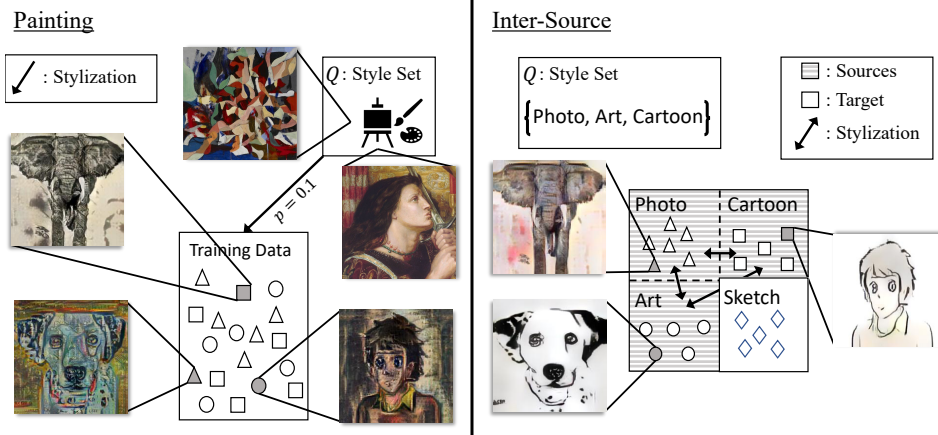 Painting
: Stylization
Q : Style Set
p = 0.1
Training Data
Inter-Source
Q : Style Set
{Photo, Art, Cartoon}
: Sources
: Target
: Stylization
Photo
Cartoon
Art
Sketch